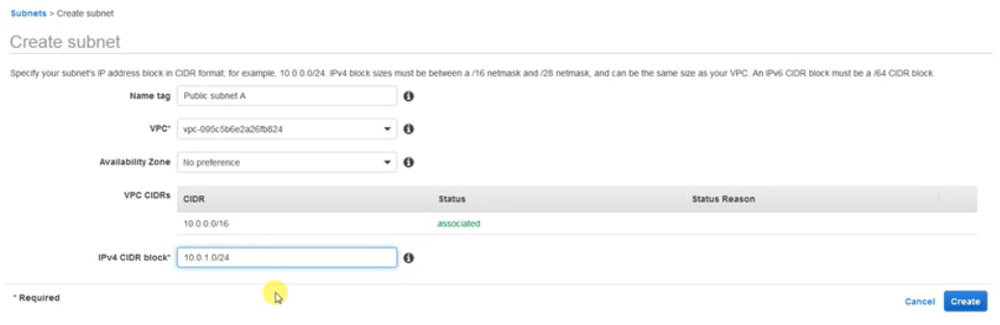 Subnets > Create subnet
Create subnet
Specify your subnet's IP address block in CIDR format; for example, 10.0.0.0/24. IPv4 block sizes must be between a /16 netmask and /28 netmask, and can be the same size as your VPC. An IPv6 CIDR block must be a /64 CIDR block.
Name tag Public subnet A
VPC* vpc-095c5b6e2a26fb824
Availability Zone No preference
VPC CIDRs CIDR Status Status Reason
10.0.0.0/16 associated
IPv4 CIDR block* 10.0.1.0/24
* Required
Cancel Create